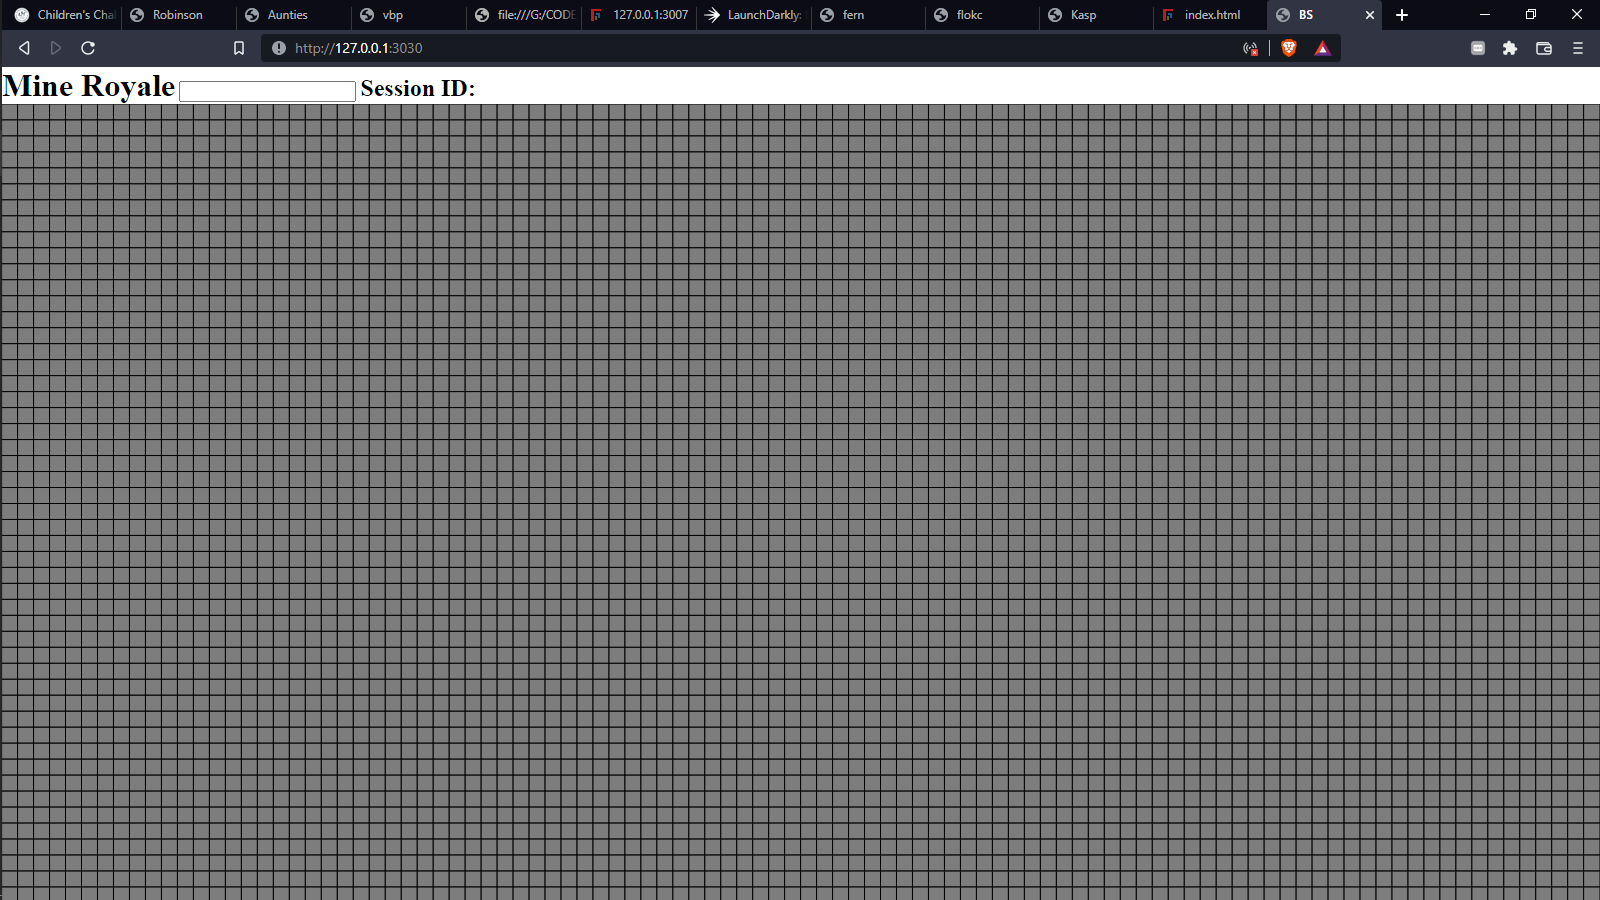 Children's Cha
Robinson
Aunties
vbp
file:///G:/CODE
127.0.0.1:3007
LaunchDarkly:
fern
flokc
Kasp
index.html
BS
http://127.0.0.1:3030
Mine Royale Session ID: